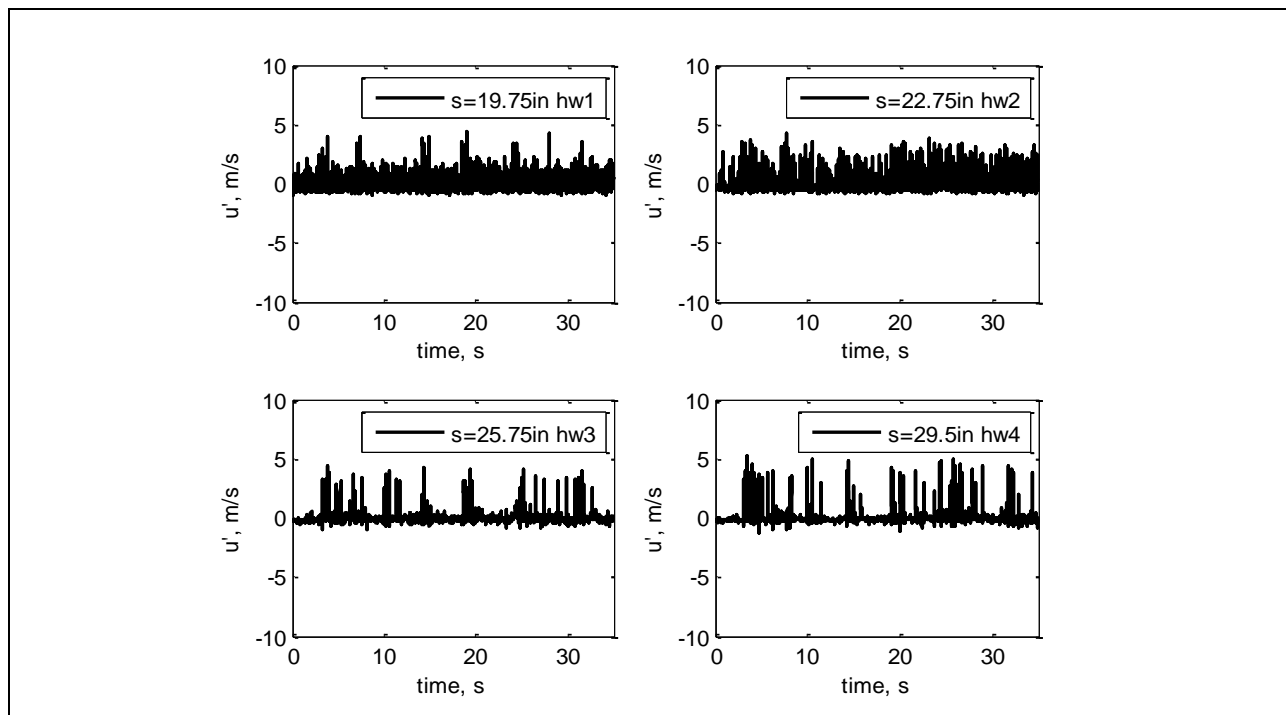 10
5
0
-5
-10
u', m/s
s=19.75in hw1
0 10 20 30
time, s
10
5
0
-5
-10
u', m/s
s=22.75in hw2
0 10 20 30
time, s
10
5
0
-5
-10
u', m/s
s=25.75in hw3
0 10 20 30
time, s
10
5
0
-5
-10
u', m/s
s=29.5in hw4
0 10 20 30
time, s